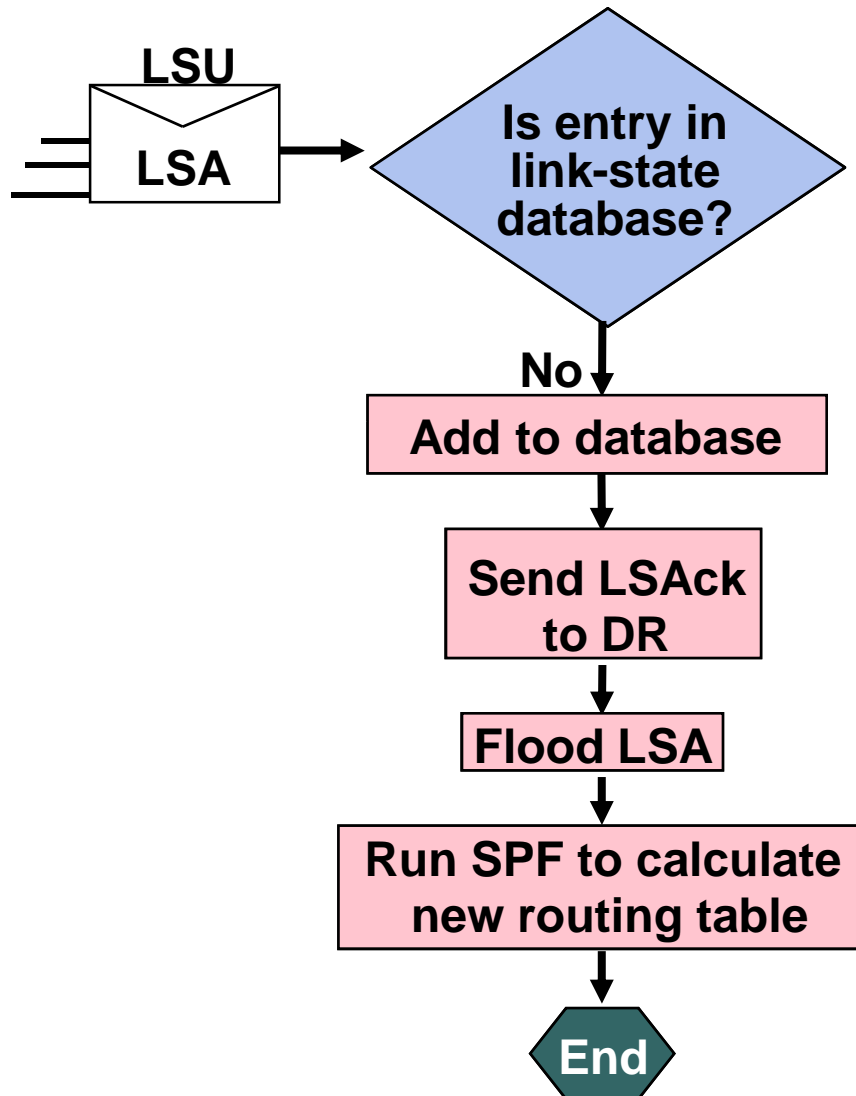 LSU
LSA
Is entry in
link-state
database?
No
Add to database
Send LSAck
to DR
Flood LSA
Run SPF to calculate
new routing table
End